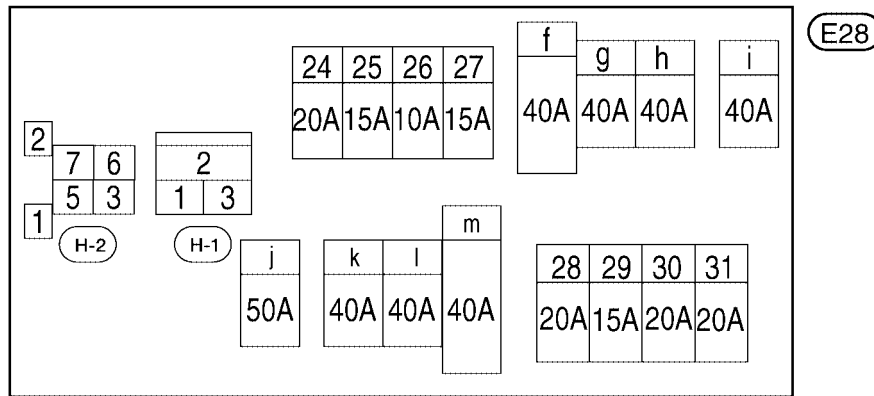 E28
f
g h i
24 25 26 27
20A 15A 10A 15A
40A 40A 40A 40A
2
7 6
5 3
1
H-2
2
1 3
H-1
m
j k l
50A 40A 40A 40A
28 29 30 31
20A 15A 20A 20A